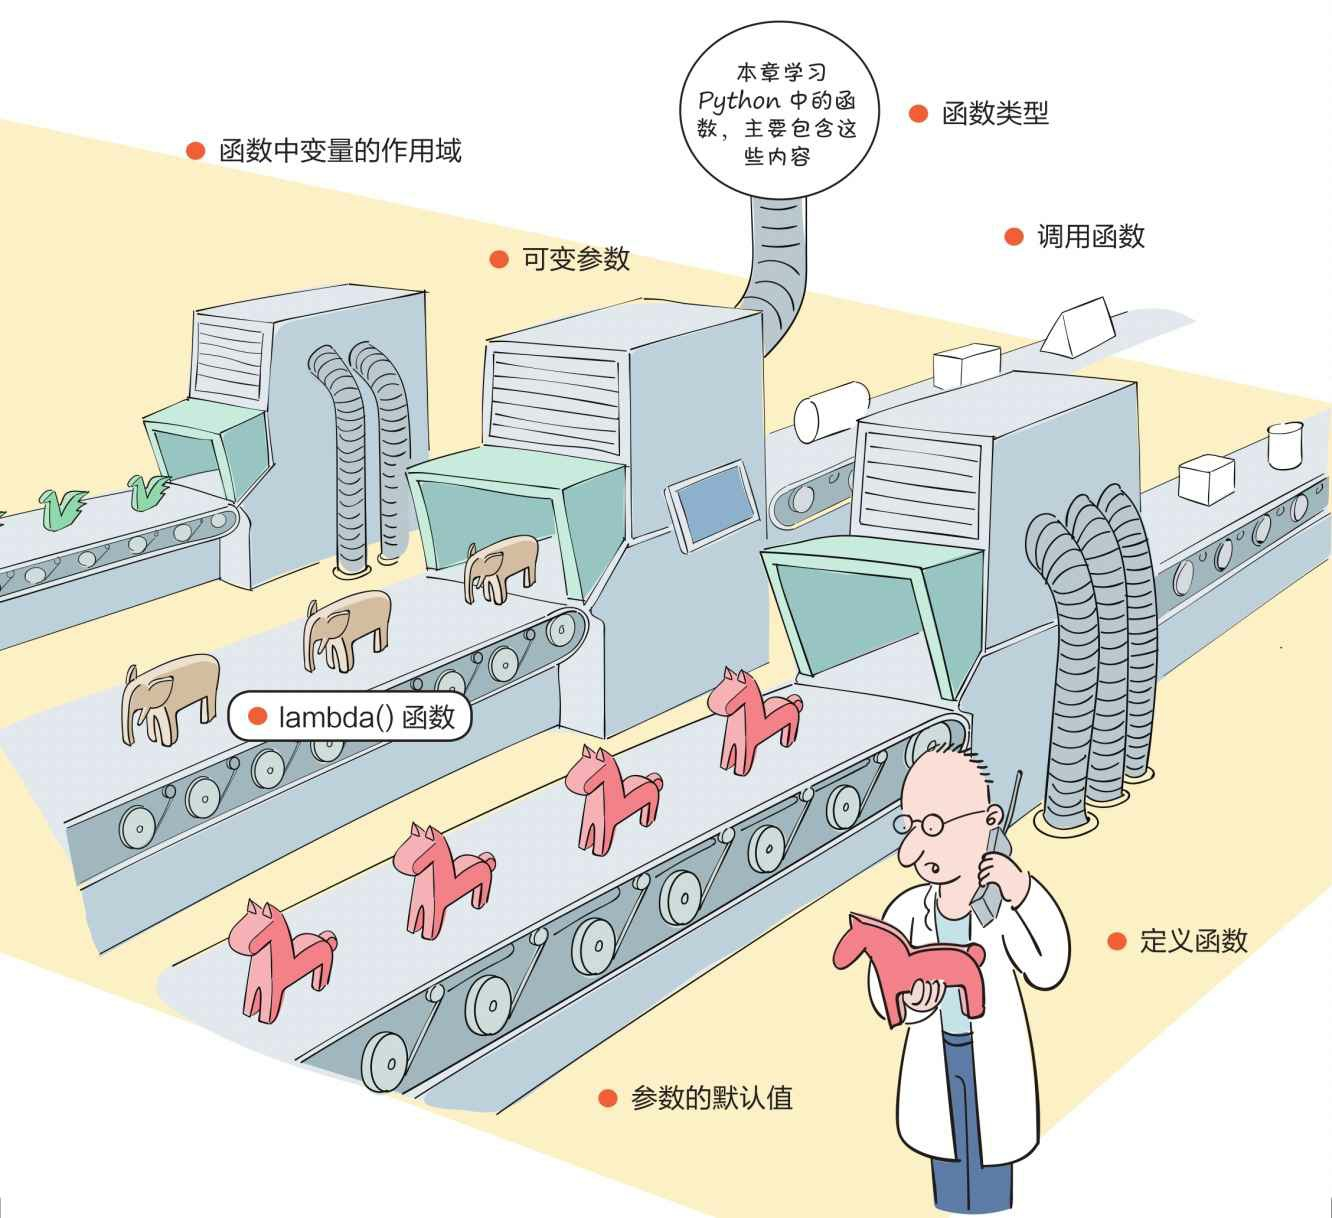 本章学习
Python 中的函
数，主要包含这
些内容
函数类型
函数中变量的作用域
调用函数
可变参数
lambda() 函数
定义函数
参数的默认值